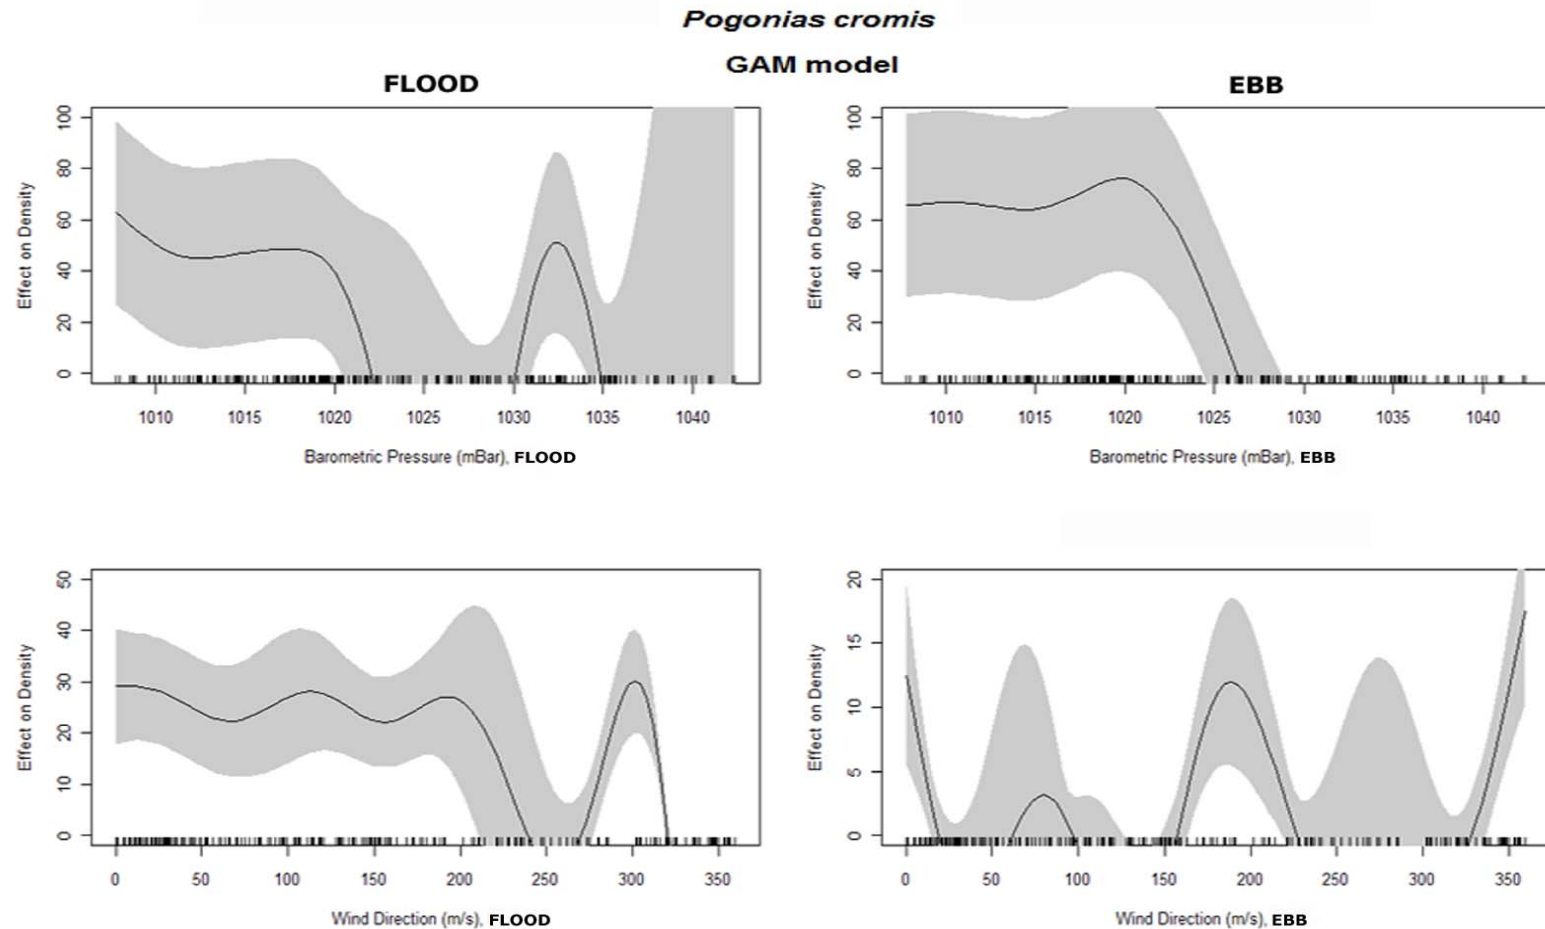 Pogonias cromis
GAM model
FLOOD
EBB
Effect on Density
0 20 40 60 80 100
1010 1015 1020 1025 1030 1035 1040
Barometric Pressure (mBar), FLOOD
Effect on Density
0 20 40 60 80 100
1010 1015 1020 1025 1030 1035 1040
Barometric Pressure (mBar), EBB
Effect on Density
0 10 20 30 40 50
0 50 100 150 200 250 300 350
Wind Direction (m/s), FLOOD
Effect on Density
0 5 10 15 20
0 50 100 150 200 250 300 350
Wind Direction (m/s), EBB